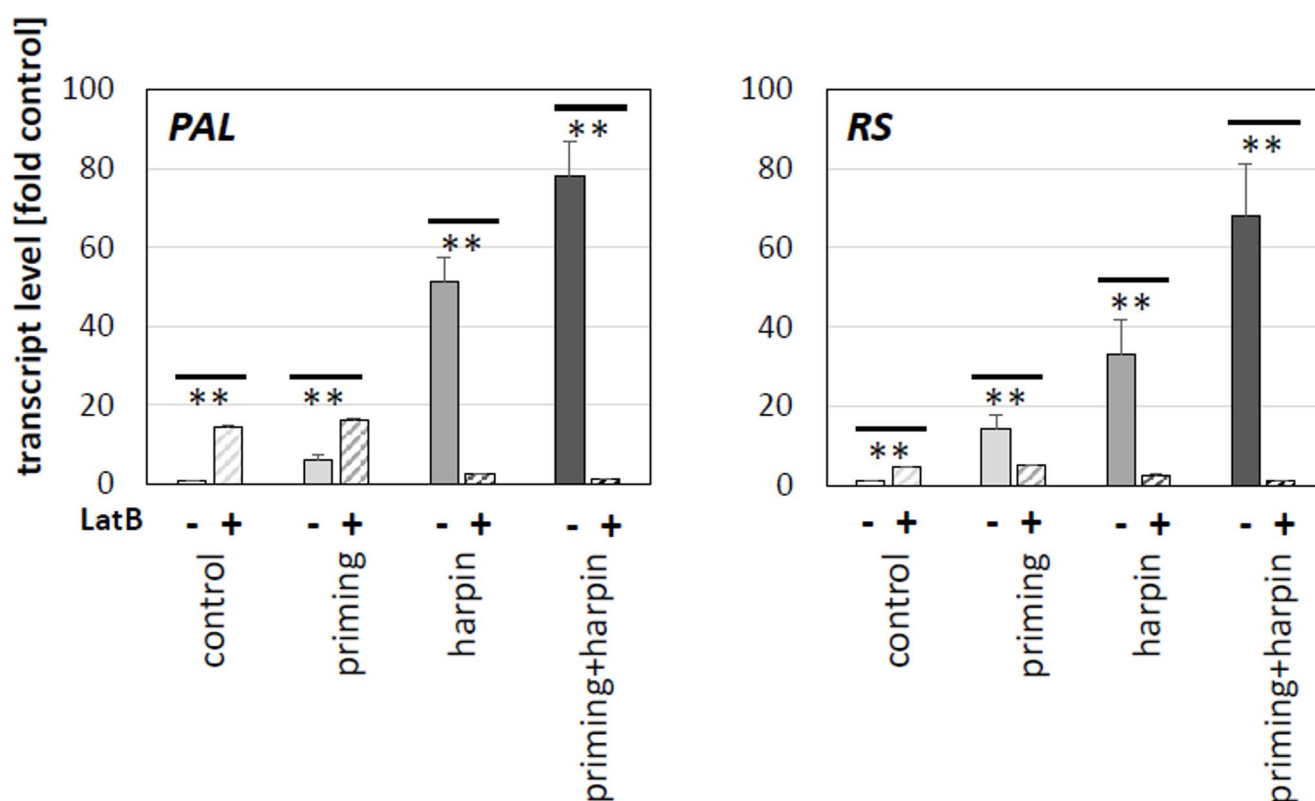 transcript level [fold control]
100
80
60
40
20
0
PAL
**
**
**
**
LatB - + - + - + - +
control
priming
harpin
priming+harpin
100
80
60
40
20
0
RS
**
**
**
**
- + - + - + - +
control
priming
harpin
priming+harpin